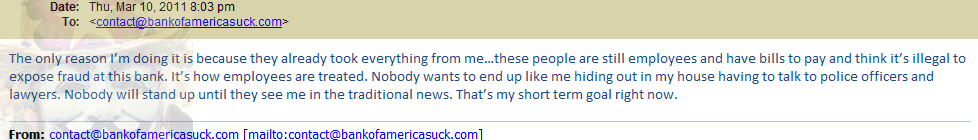 Date: Thu, Mar 10, 2011 8:03 pm
To: <contact@bankofamericasuck.com>
The only reason I'm doing it is because they already took everything from me...these people are still employees and have bills to pay and think it's illegal to
expose fraud at this bank. It's how employees are treated. Nobody wants to end up like me hiding out in my house having to talk to police officers and
lawyers. Nobody will stand up until they see me in the traditional news. That's my short term goal right now.
From: contact@bankofamericasuck.com [mailto:contact@bankofamericasuck.com]